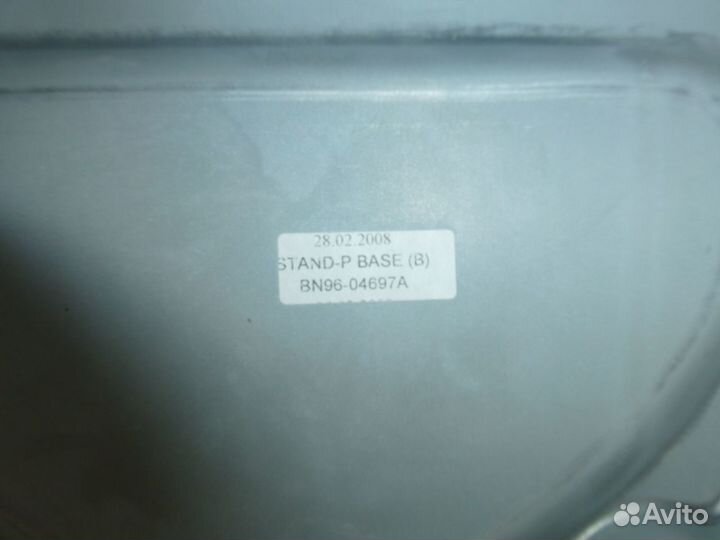 28.02.2008
STAND-P BASE (B)
BN96-04697A
Avito